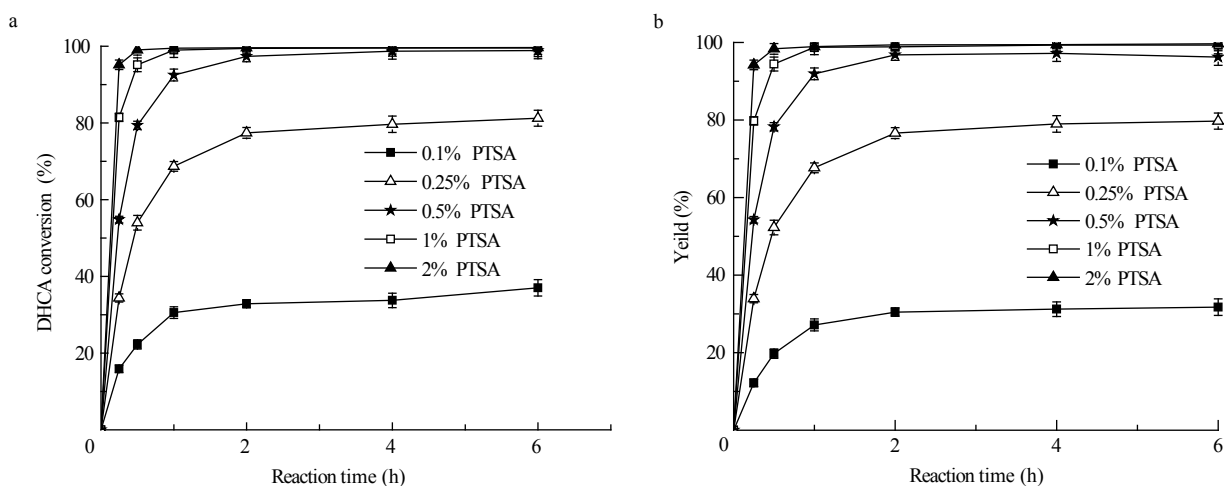 a
100
80
60
40
20
0
2
4
6
DHCA conversion (%)
Reaction time (h)
0.1% PTSA
0.25% PTSA
0.5% PTSA
1% PTSA
2% PTSA
b
100
80
60
40
20
0
2
4
6
Yeild (%)
Reaction time (h)
0.1% PTSA
0.25% PTSA
0.5% PTSA
1% PTSA
2% PTSA